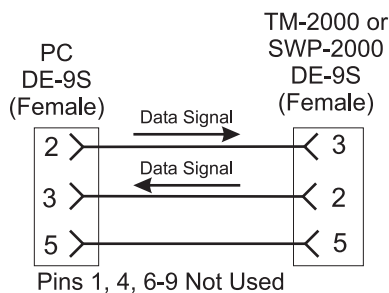 PC
DE-9S
(Female)
TM-2000 or
SWP-2000
DE-9S
(Female)
Data Signal
2
3
Data Signal
3
2
5
5
Pins 1, 4, 6-9 Not Used